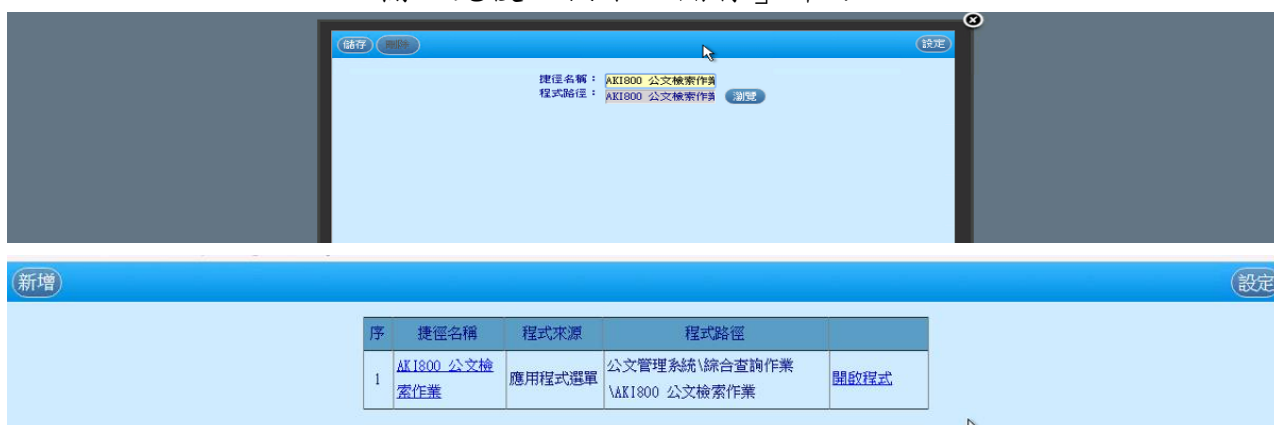 儲存 刪除 設定
捷徑名稱： AKI800 公文檢索作業
程式路徑： AKI800 公文檢索作業 瀏覽
新增 設定
序 捷徑名稱 程式來源 程式路徑
1 AKI800 公文檢索作業 應用程式選單 公文管理系統\綜合查詢作業\AKI800 公文檢索作業 開啟程式